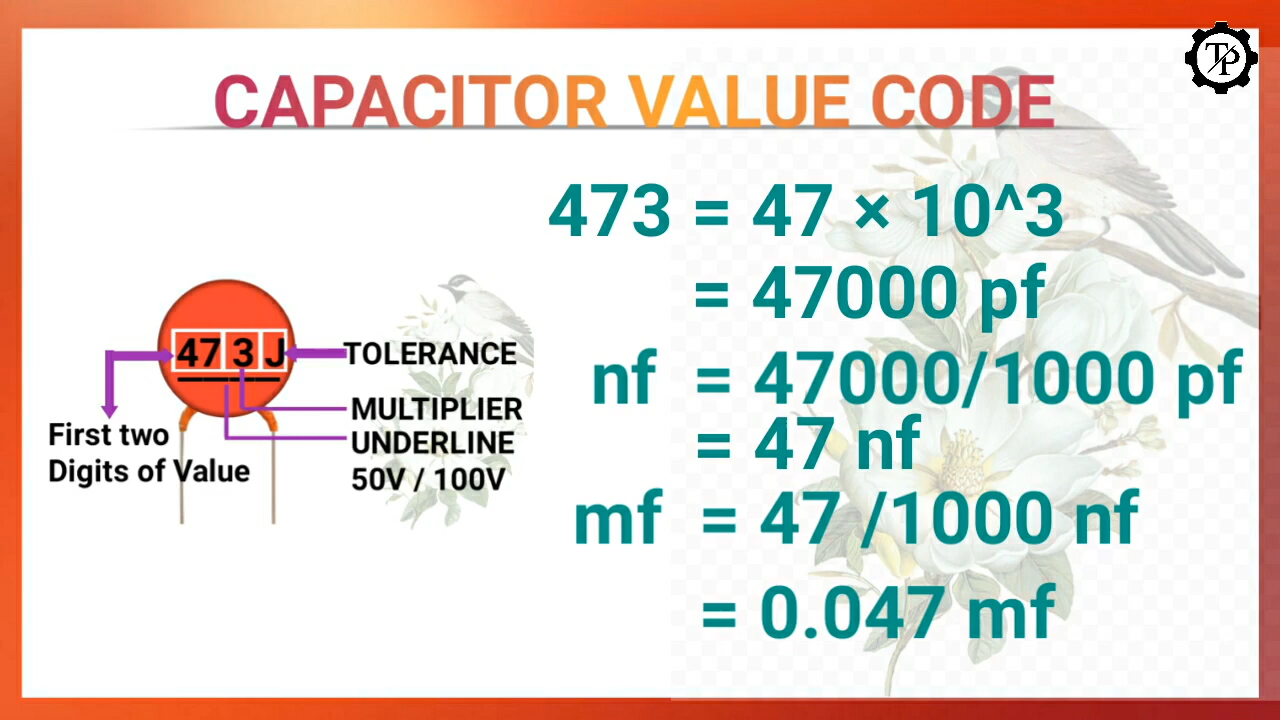 TP
CAPACITOR VALUE CODE
473 = 47 × 10^3
= 47000 pf
nf = 47000/1000 pf
= 47 nf
mf = 47 /1000 nf
= 0.047 mf
47 3 J
TOLERANCE
MULTIPLIER
UNDERLINE
50V / 100V
First two
Digits of Value